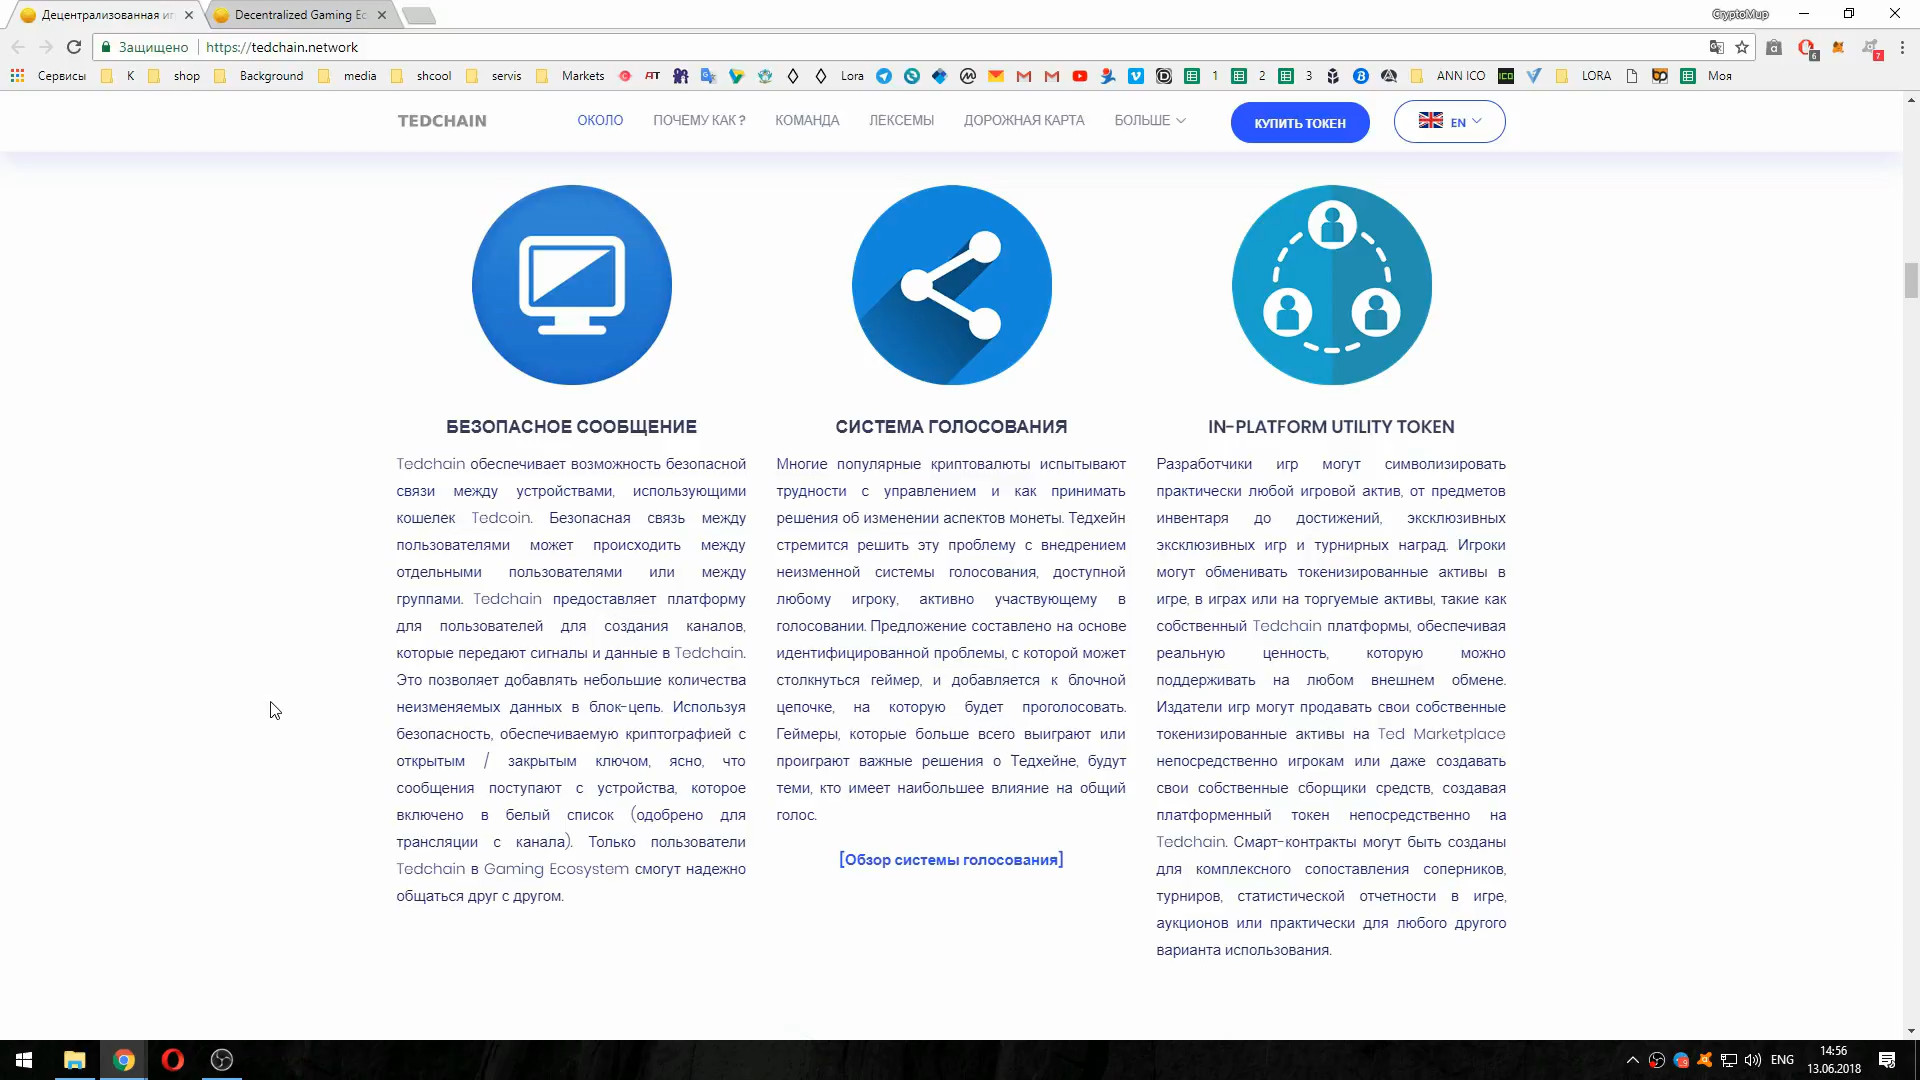 Децентрализованная иг
Decentralized Gaming Ec
CryptoMup
Защищено
https://tedchain.network
Сервисы
K
shop
Background
media
shcool
servis
Markets
Lora
1
2
3
ANN ICO
LORA
Моя
TEDCHAIN
ОКОЛО
ПОЧЕМУ КАК ?
КОМАНДА
ЛЕКСЕМЫ
ДОРОЖНАЯ КАРТА
БОЛЬШЕ
КУПИТЬ ТОКЕН
EN
БЕЗОПАСНОЕ СООБЩЕНИЕ
Tedchain обеспечивает возможность безопасной
связи между устройствами, использующими
кошелек Tedcoin. Безопасная связь между
пользователями может происходить между
отдельными пользователями или между
группами. Tedchain предоставляет платформу
для пользователей для создания каналов,
которые передают сигналы и данные в Tedchain.
Это позволяет добавлять небольшие количества
неизменяемых данных в блок-цепь. Используя
безопасность, обеспечиваемую криптографией с
открытым / закрытым ключом, ясно, что
сообщения поступают с устройства, которое
включено в белый список (одобрено для
трансляции с канала). Только пользователи
Tedchain в Gaming Ecosystem смогут надежно
общаться друг с другом.
СИСТЕМА ГОЛОСОВАНИЯ
Многие популярные криптовалюты испытывают
трудности с управлением и как принимать
решения об изменении аспектов монеты. Тедхейн
стремится решить эту проблему с внедрением
неизменной системы голосования, доступной
любому игроку, активно участвующему в
голосовании. Предложение составлено на основе
идентифицированной проблемы, с которой может
столкнуться геймер, и добавляется к блочной
цепочке, на которую будет проголосовать.
Геймеры, которые больше всего выиграют или
проиграют важные решения о Тедхейне, будут
теми, кто имеет наибольшее влияние на общий
голос.
[Обзор системы голосования]
IN-PLATFORM UTILITY TOKEN
Разработчики игр могут символизировать
практически любой игровой актив, от предметов
инвентаря до достижений, эксклюзивных
эксклюзивных игр и турнирных наград. Игроки
могут обменивать токенизированные активы в
игре, в играх или на торгуемые активы, такие как
собственный Tedchain платформы, обеспечивая
реальную ценность, которую можно
поддерживать на любом внешнем обмене.
Издатели игр могут продавать свои собственные
токенизированные активы на Ted Marketplace
непосредственно игрокам или даже создавать
свои собственные сборщики средств, создавая
платформенный токен непосредственно на
Tedchain. Смарт-контракты могут быть созданы
для комплексного сопоставления соперников,
турниров, статистической отчетности в игре,
аукционов или практически для любого другого
варианта использования.
ENG
14:56
13.06.2018